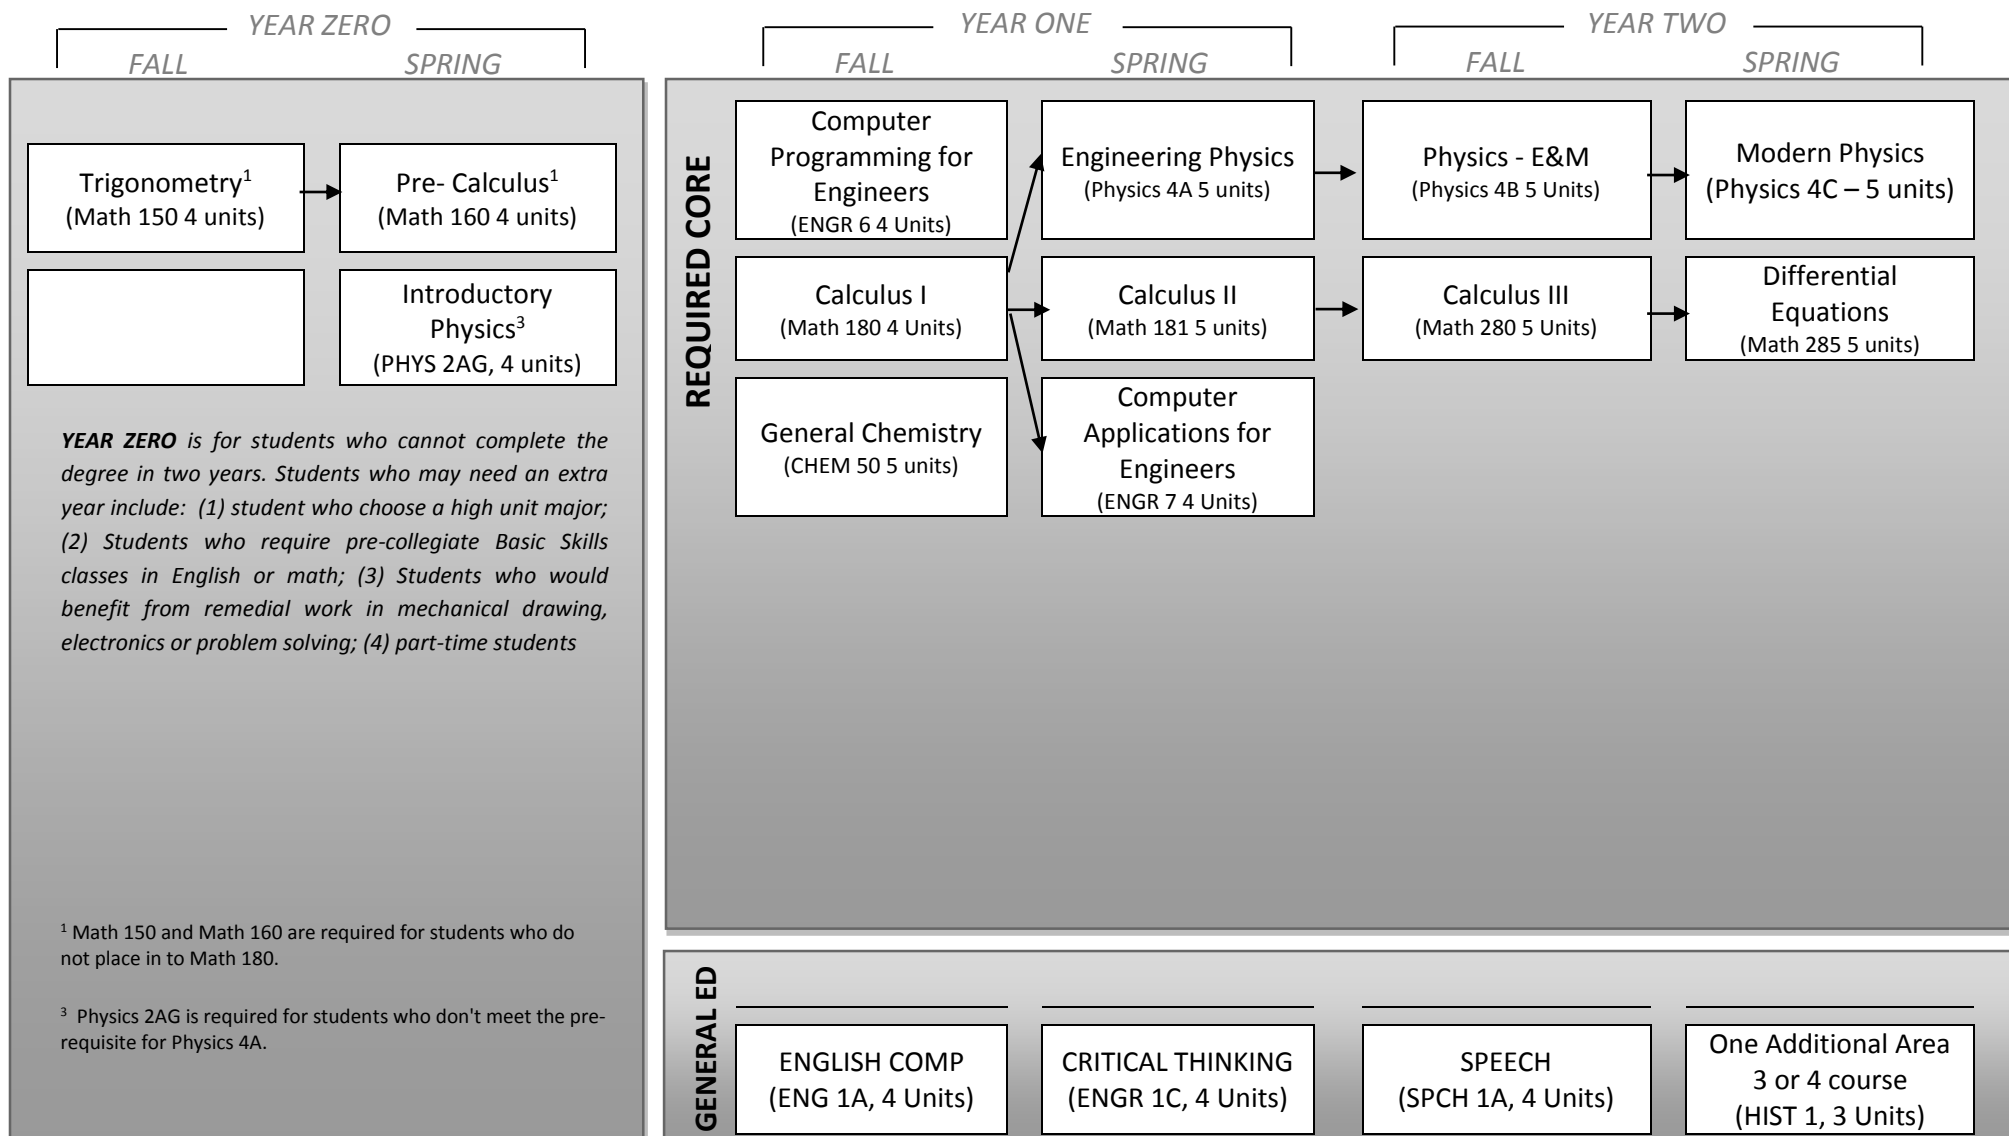 YEAR ZERO
FALL
SPRING
Trigonometry1
(Math 150 4 units)
Pre- Calculus1
(Math 160 4 units)
Introductory
Physics3
(PHYS 2AG, 4 units)
YEAR ZERO is for students who cannot complete the
degree in two years. Students who may need an extra
year include: (1) student who choose a high unit major;
(2) Students who require pre-collegiate Basic Skills
classes in English or math; (3) Students who would
benefit from remedial work in mechanical drawing,
electronics or problem solving; (4) part-time students
1 Math 150 and Math 160 are required for students who do
not place in to Math 180.
3 Physics 2AG is required for students who don't meet the pre-
requisite for Physics 4A.
YEAR ONE
FALL
SPRING
YEAR TWO
FALL
SPRING
REQUIRED CORE
Computer
Programming for
Engineers
(ENGR 6 4 Units)
Engineering Physics
(Physics 4A 5 units)
Physics - E&M
(Physics 4B 5 Units)
Modern Physics
(Physics 4C – 5 units)
Calculus I
(Math 180 4 Units)
Calculus II
(Math 181 5 units)
Calculus III
(Math 280 5 Units)
Differential
Equations
(Math 285 5 units)
General Chemistry
(CHEM 50 5 units)
Computer
Applications for
Engineers
(ENGR 7 4 Units)
GENERAL ED
ENGLISH COMP
(ENG 1A, 4 Units)
CRITICAL THINKING
(ENGR 1C, 4 Units)
SPEECH
(SPCH 1A, 4 Units)
One Additional Area
3 or 4 course
(HIST 1, 3 Units)